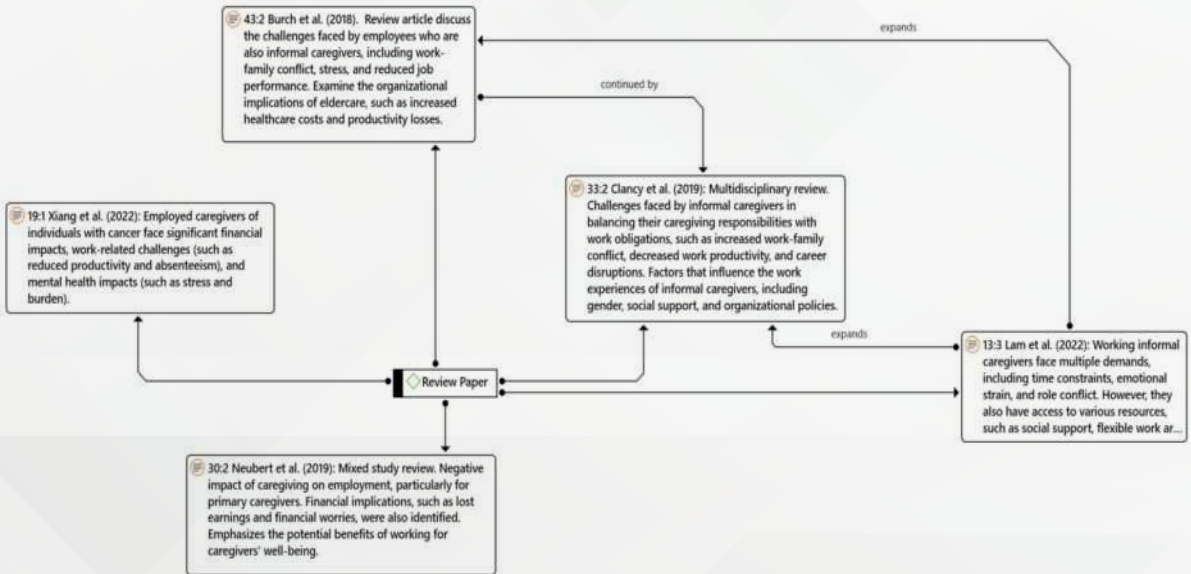 43:2 Burch et al. (2018). Review article discuss
the challenges faced by employees who are
also informal caregivers, including work-
family conflict, stress, and reduced job
performance. Examine the organizational
implications of eldercare, such as increased
healthcare costs and productivity losses.
expands
continued by
33:2 Clancy et al. (2019): Multidisciplinary review.
Challenges faced by informal caregivers in
balancing their caregiving responsibilities with
work obligations, such as increased work-family
conflict, decreased work productivity, and career
disruptions. Factors that influence the work
experiences of informal caregivers, including
gender, social support, and organizational policies.
19:1 Xiang et al. (2022): Employed caregivers of
individuals with cancer face significant financial
impacts, work-related challenges (such as
reduced productivity and absenteeism), and
mental health impacts (such as stress and
burden).
expands
13:3 Lam et al. (2022): Working informal
caregivers face multiple demands,
including time constraints, emotional
strain, and role conflict. However, they
also have access to various resources,
such as social support, flexible work ar...
Review Paper
30:2 Neubert et al. (2019): Mixed study review. Negative
impact of caregiving on employment, particularly for
primary caregivers. Financial implications, such as lost
earnings and financial worries, were also identified.
Emphasizes the potential benefits of working for
caregivers' well-being.